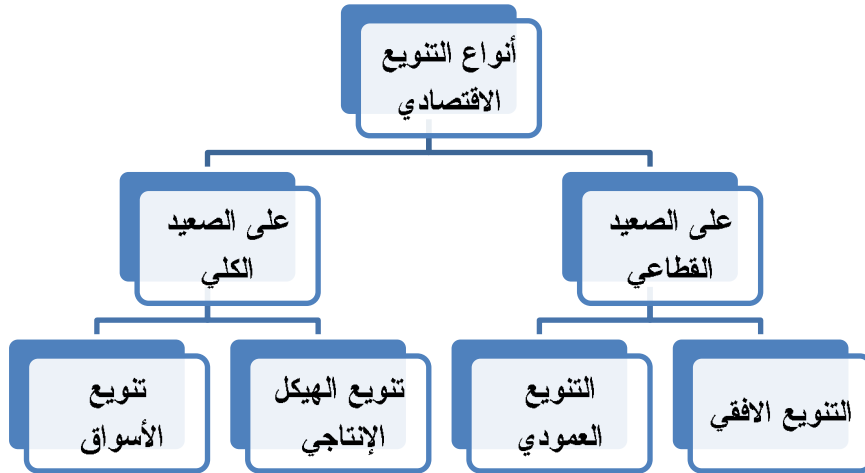 أنواع التنويع
الاقتصادي
على الصعيد
القطاعي
على الصعيد
الكلي
التنويع الافقي
التنويع
العمودي
تنويع الهيكل
الإنتاجي
تنويع
الأسواق